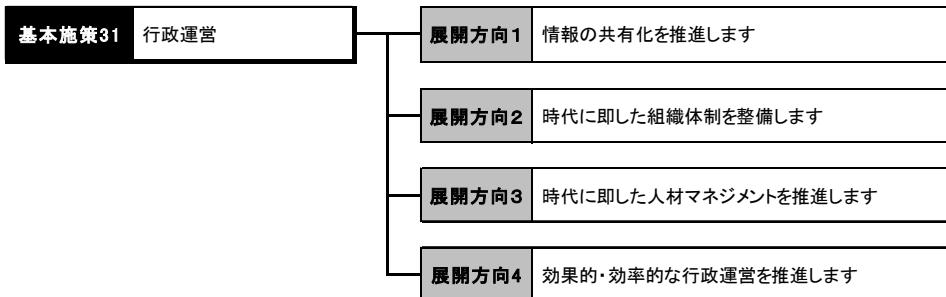 基本施策31 行政運営
展開方向1 情報の共有化を推進します
展開方向2 時代に即した組織体制を整備します
展開方向3 時代に即した人材マネジメントを推進します
展開方向4 効果的・効率的な行政運営を推進します